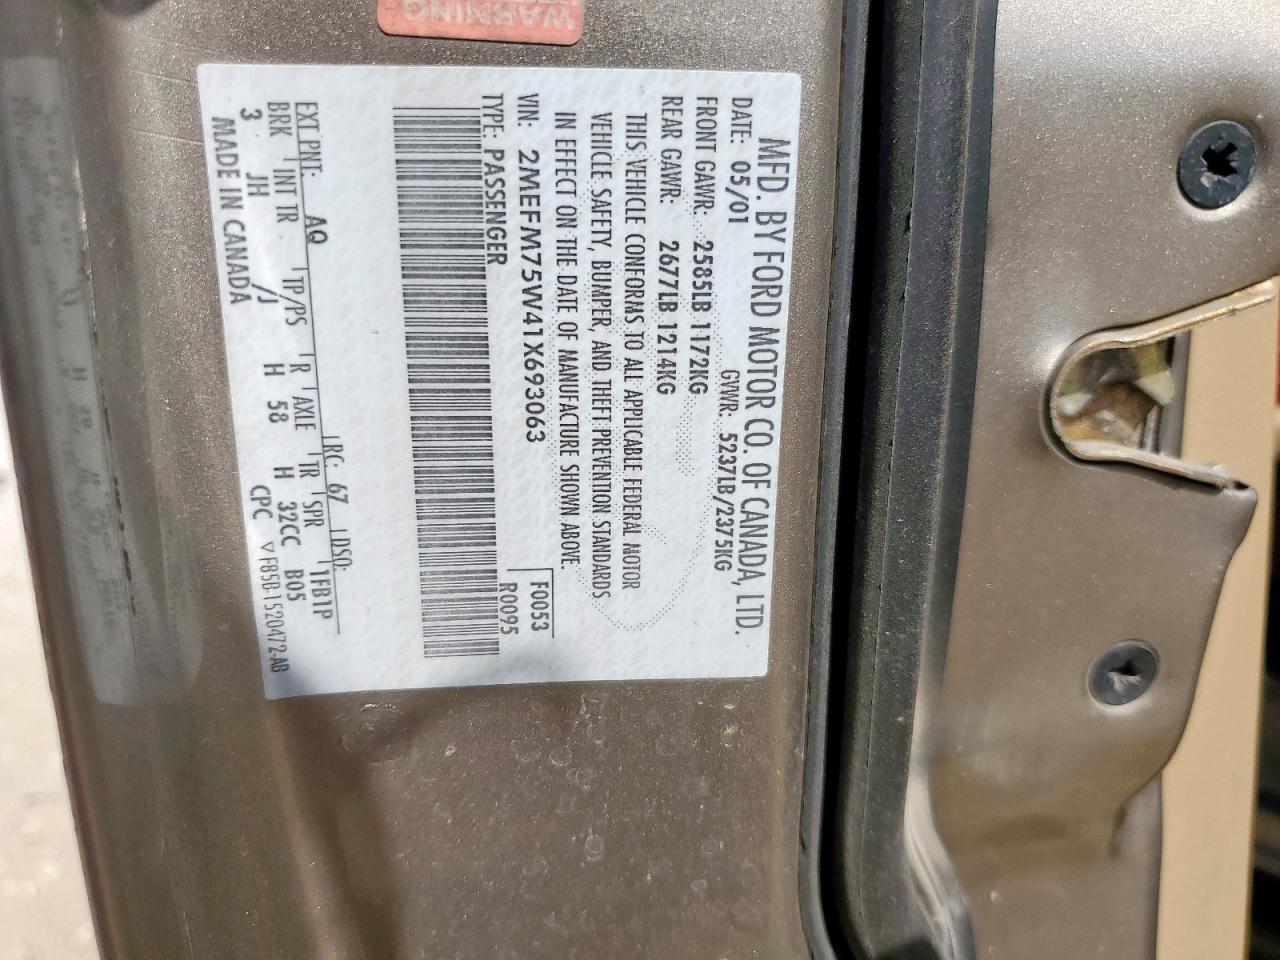 WARNING
MFD. BY FORD MOTOR CO. OF CANADA, LTD.
DATE: 05/01 GVWR: 5237LB/2375KG
FRONT GAWR: 2585LB 1172KG
REAR GAWR: 2677LB 1214KG
THIS VEHICLE CONFORMS TO ALL APPLICABLE FEDERAL MOTOR
VEHICLE SAFETY, BUMPER, AND THEFT PREVENTION STANDARDS
IN EFFECT ON THE DATE OF MANUFACTURE SHOWN ABOVE.
VIN: 2MEFM75W41X693063 F0053
TYPE: PASSENGER R0095
EXT PNT: AQ RC: 67 DSO: 1FB1P
BRK INT TR TP/PS R AXLE TR SPR B05
3 JH /J H 58 H 32CC
MADE IN CANADA CPC ▽ F85B-1520472-AB